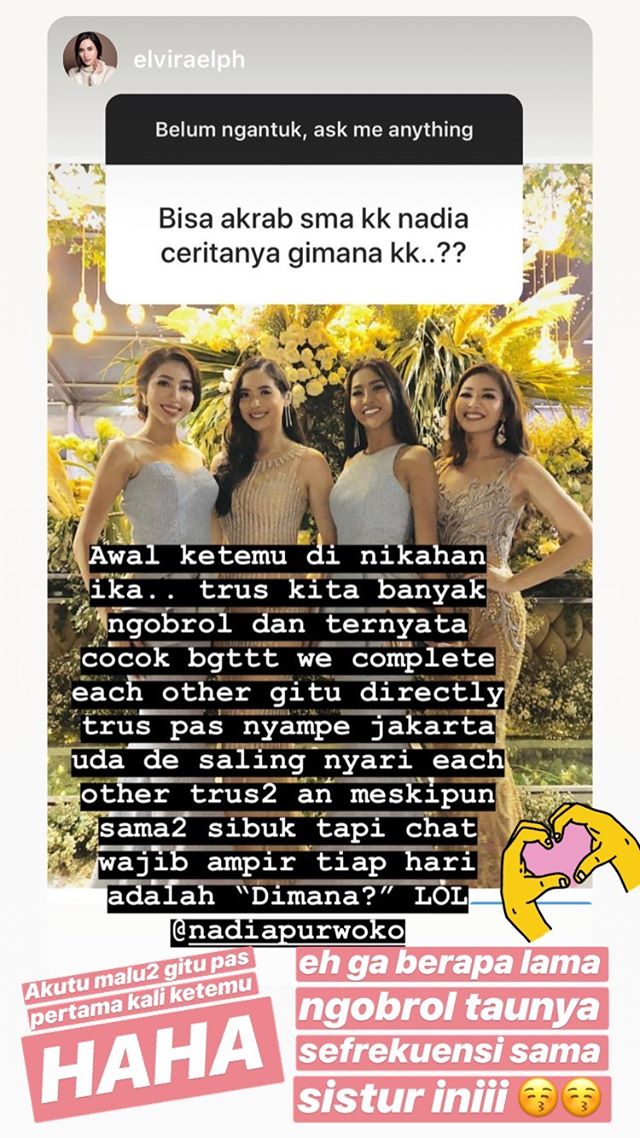 elviraelph
Belum ngantuk, ask me anything
Bisa akrab sma kk nadia
ceritanya gimana kk..??
Awal ketemu di nikahan
ika.. trus kita banyak
ngobrol dan ternyata
cocok bgttt we complete
each other gitu directly
trus pas nyampe jakarta
uda de saling nyari each
other trus2 an meskipun
sama2 sibuk tapi chat
wajib ampir tiap hari
adalah “Dimana?” LOL
@nadiapurwoko
Akutu malu2 gitu pas
pertama kali ketemu
HAHA
eh ga berapa lama
ngobrol taunya
sefrekuensi sama
sistur iniii 😚😚